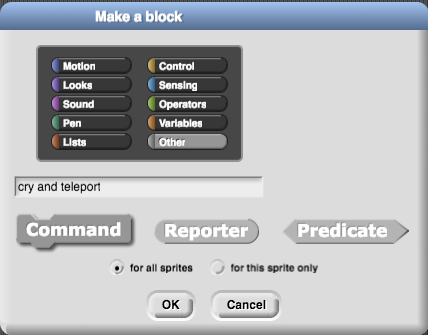 Make a block
Motion Control
Looks Sensing
Sound Operators
Pen Variables
Lists Other
cry and teleport
Command Reporter Predicate
for all sprites for this sprite only
OK Cancel